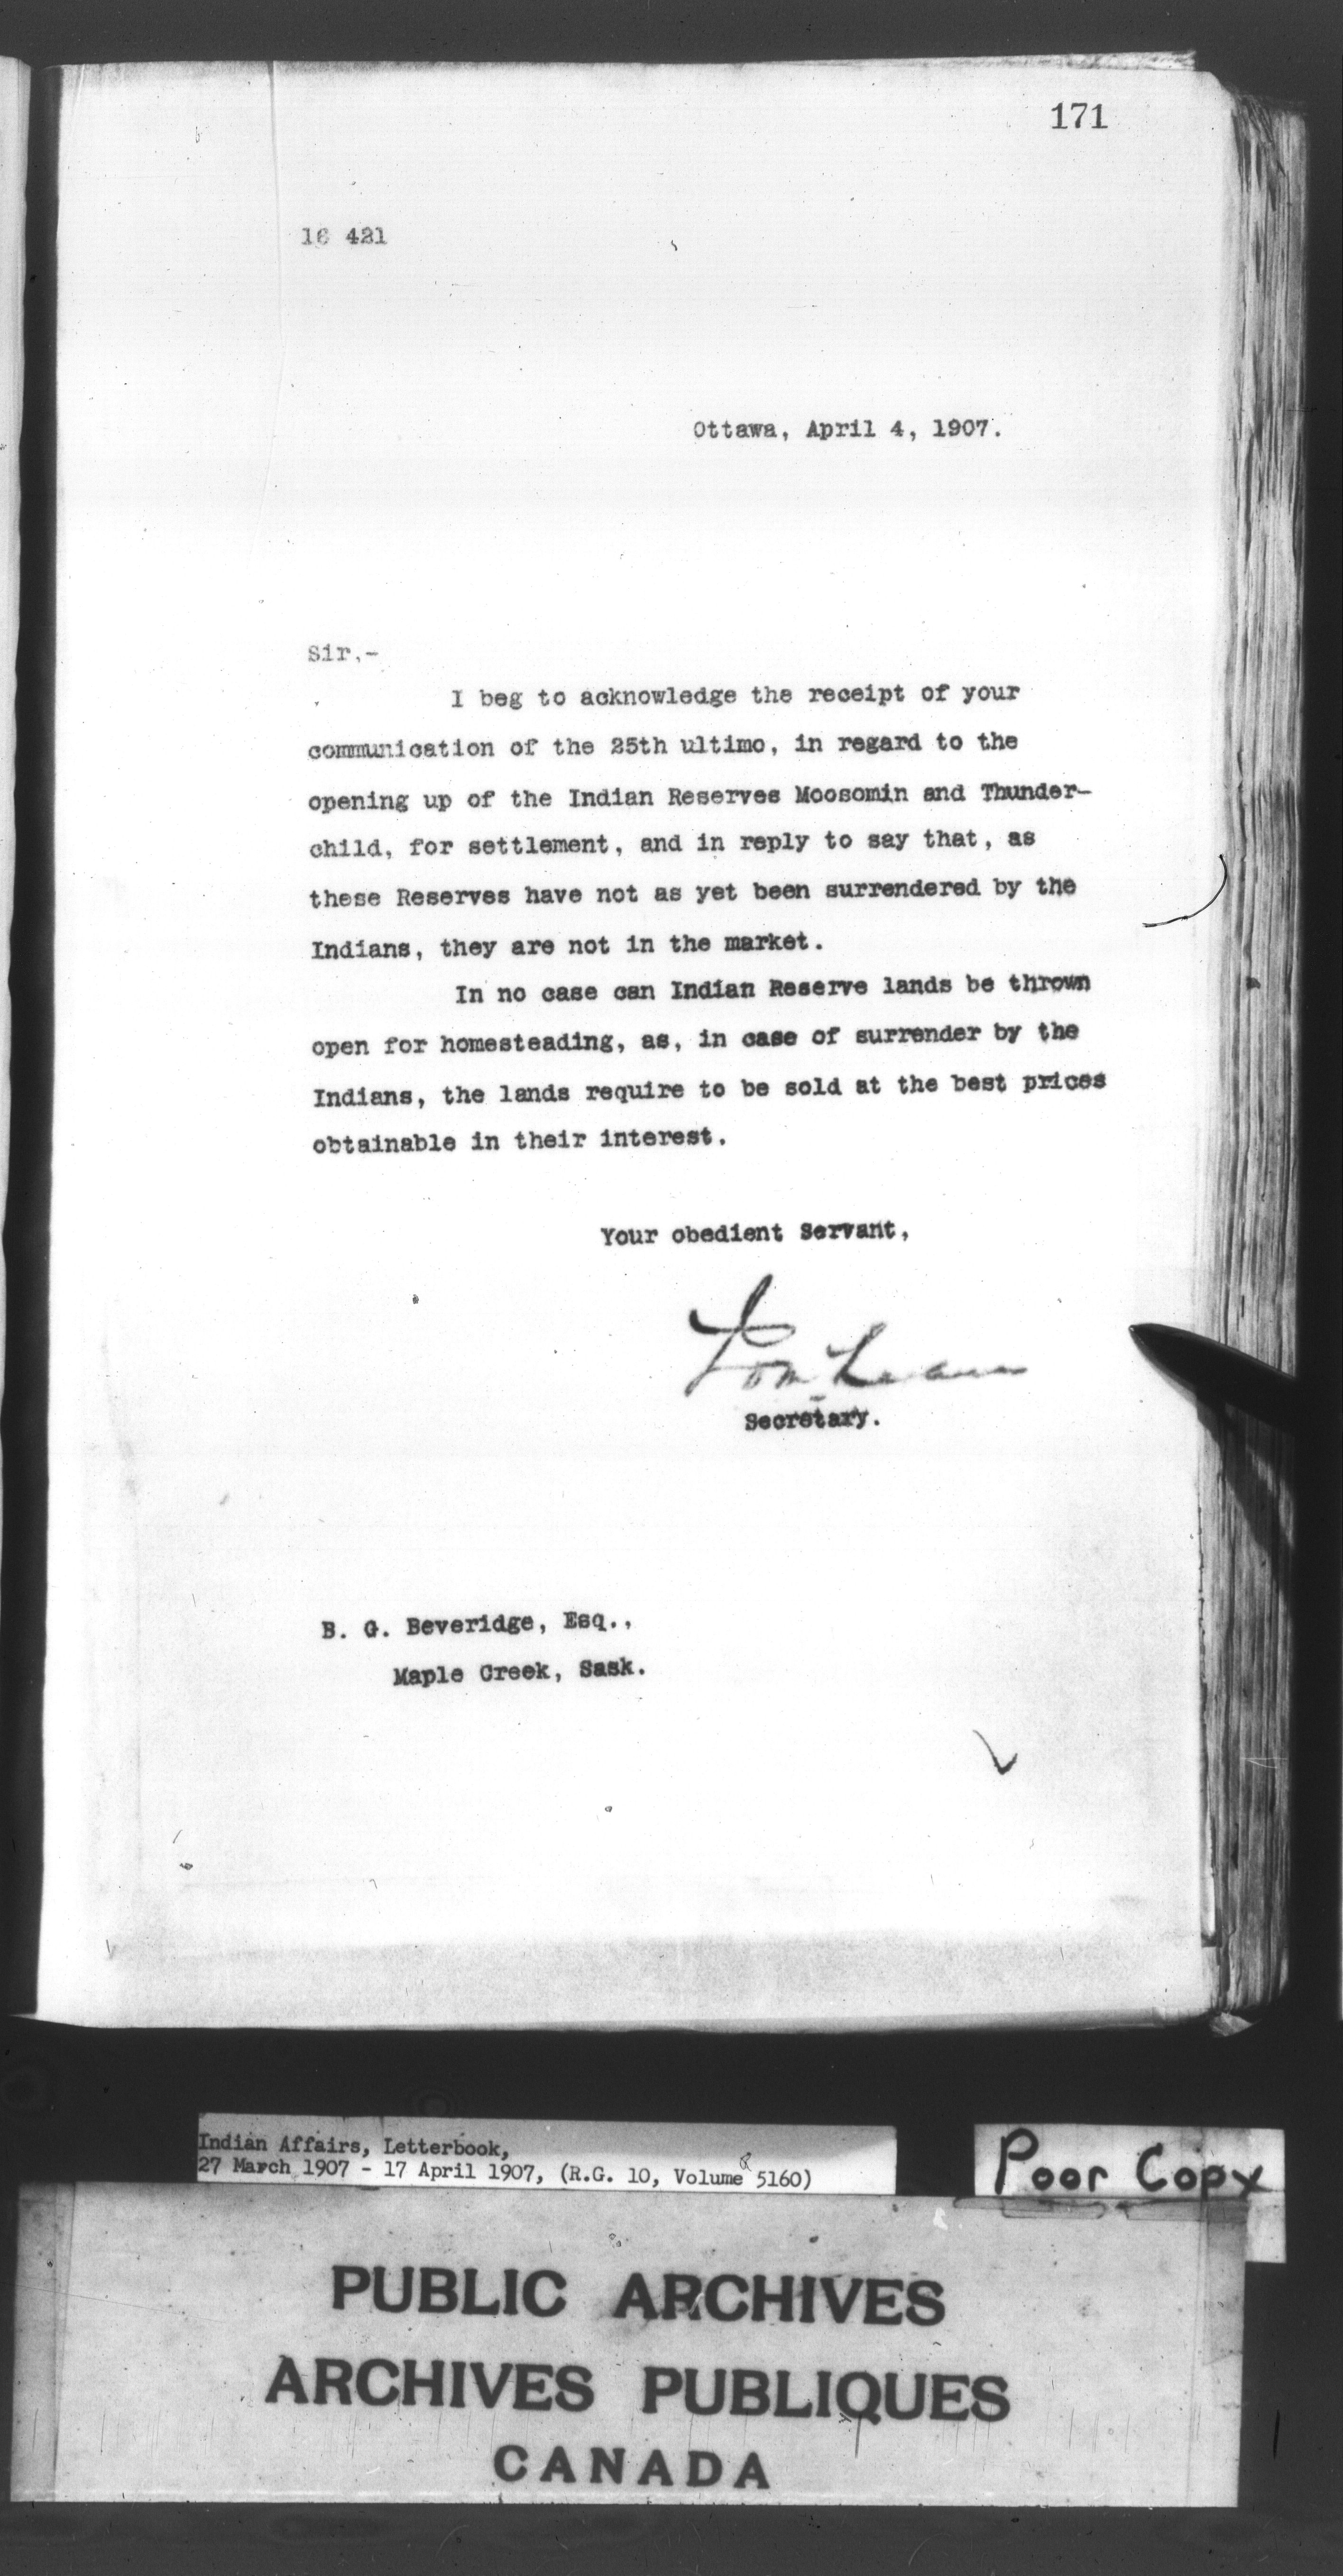 171
16 421
Ottawa, April 4, 1907.
Sir,-
I beg to acknowledge the receipt of your
communication of the 25th ultimo, in regard to the
opening up of the Indian Reserves Moosomin and Thunder-
child, for settlement, and in reply to say that, as
these Reserves have not as yet been surrendered by the
Indians, they are not in the market.
In no case can Indian Reserve lands be thrown
open for homesteading, as, in case of surrender by the
Indians, the lands require to be sold at the best prices
obtainable in their interest.
Your obedient Servant,
Secretary.
B. G. Beveridge, Esq.,
Maple Creek, Sask.
Indian Affairs, Letterbook,
27 March 1907 - 17 April 1907, (R.G. 10, Volume 5160)
Poor Copy
PUBLIC ARCHIVES
ARCHIVES PUBLIQUES
CANADA